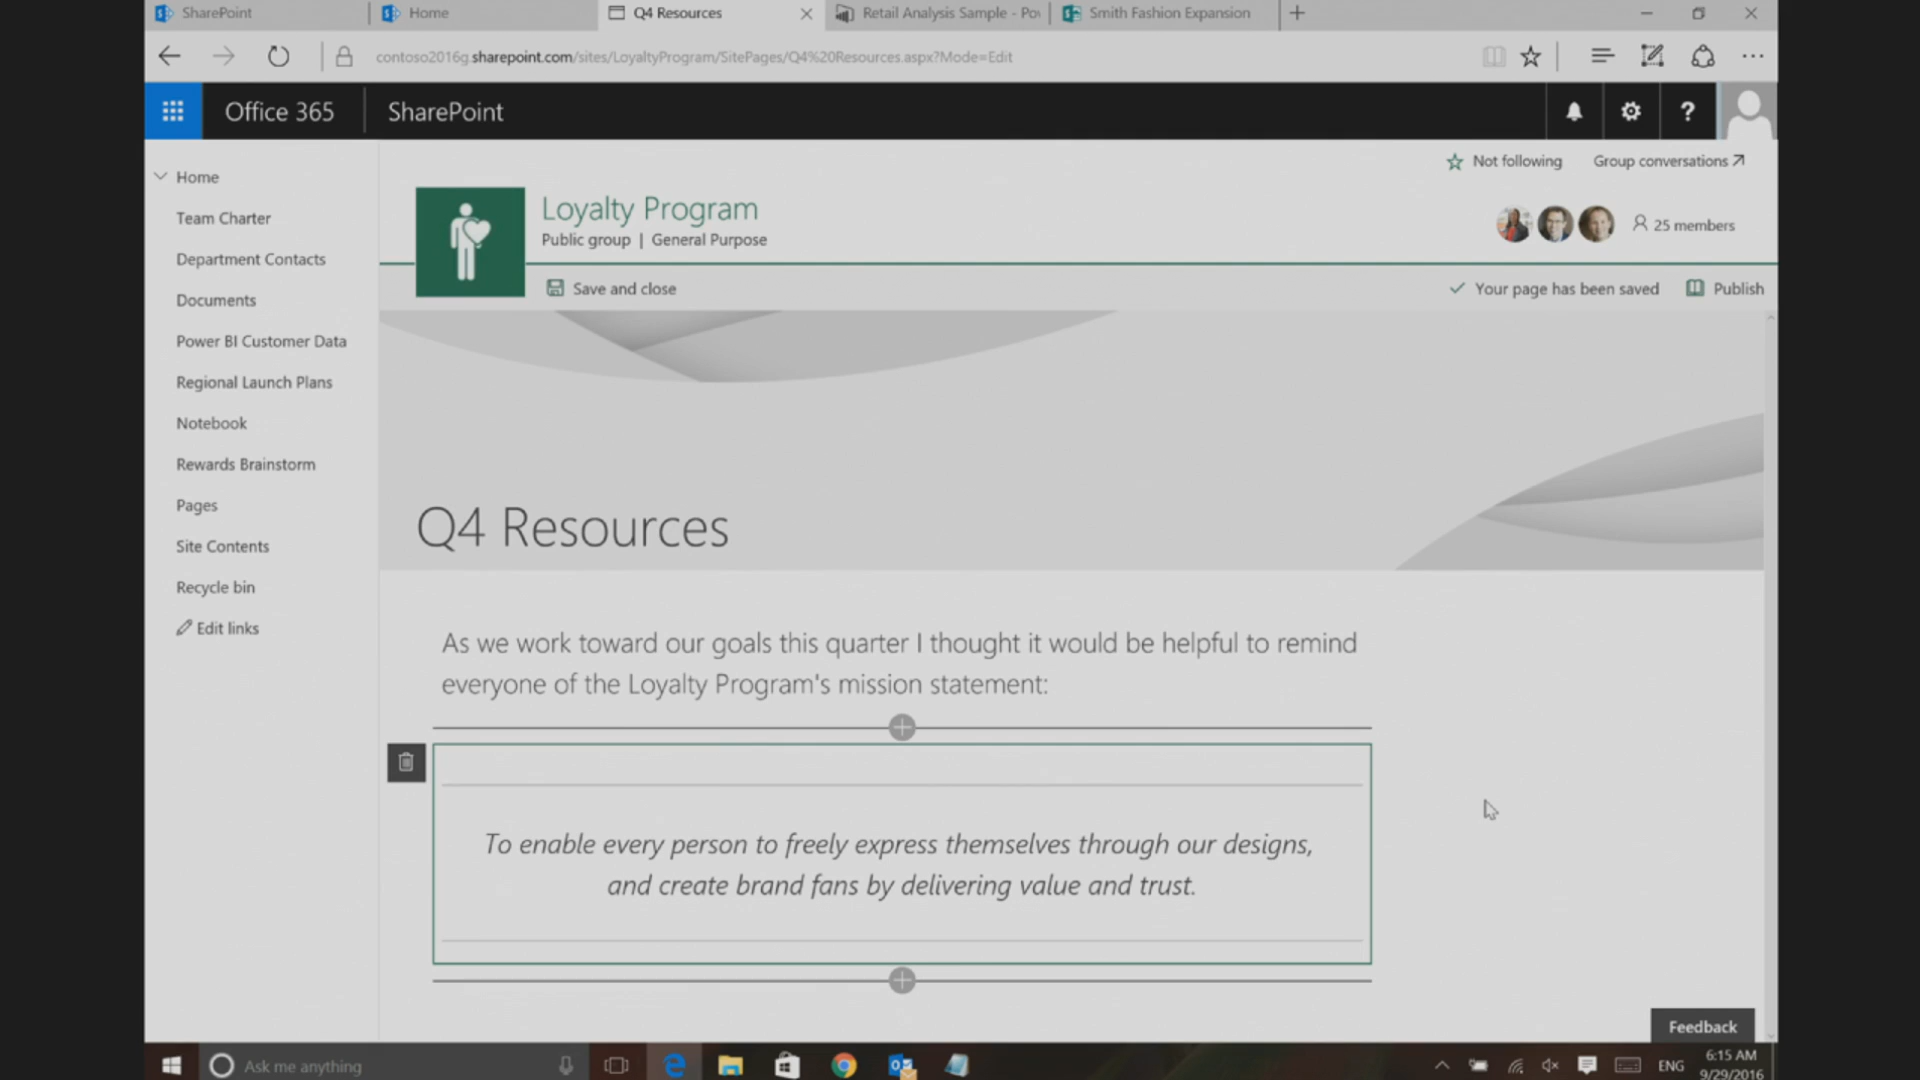 SharePoint
Home
Q4 Resources
Retail Analysis Sample - Po
Smith Fashion Expansion
contoso2016g.sharepoint.com/sites/LoyaltyProgram/SitePages/Q4%20Resources.aspx?Mode=Edit
Office 365
SharePoint
Not following
Group conversations
Home
Team Charter
Department Contacts
Documents
Power BI Customer Data
Regional Launch Plans
Notebook
Rewards Brainstorm
Pages
Site Contents
Recycle bin
Edit links
Loyalty Program
Public group | General Purpose
25 members
Save and close
Your page has been saved
Publish
Q4 Resources
As we work toward our goals this quarter I thought it would be helpful to remind
everyone of the Loyalty Program's mission statement:
To enable every person to freely express themselves through our designs,
and create brand fans by delivering value and trust.
Feedback
Ask me anything
ENG
6:15 AM
9/29/2016